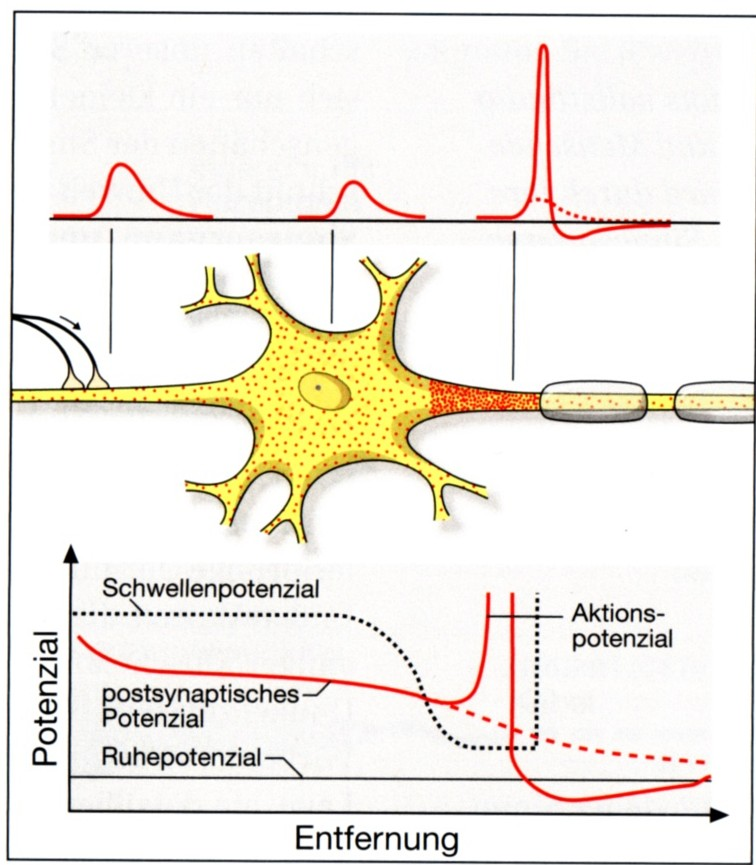 Schwellenpotenzial
Aktions-
potenzial
postsynaptisches
Potenzial
Ruhepotenzial
Potenzial
Entfernung